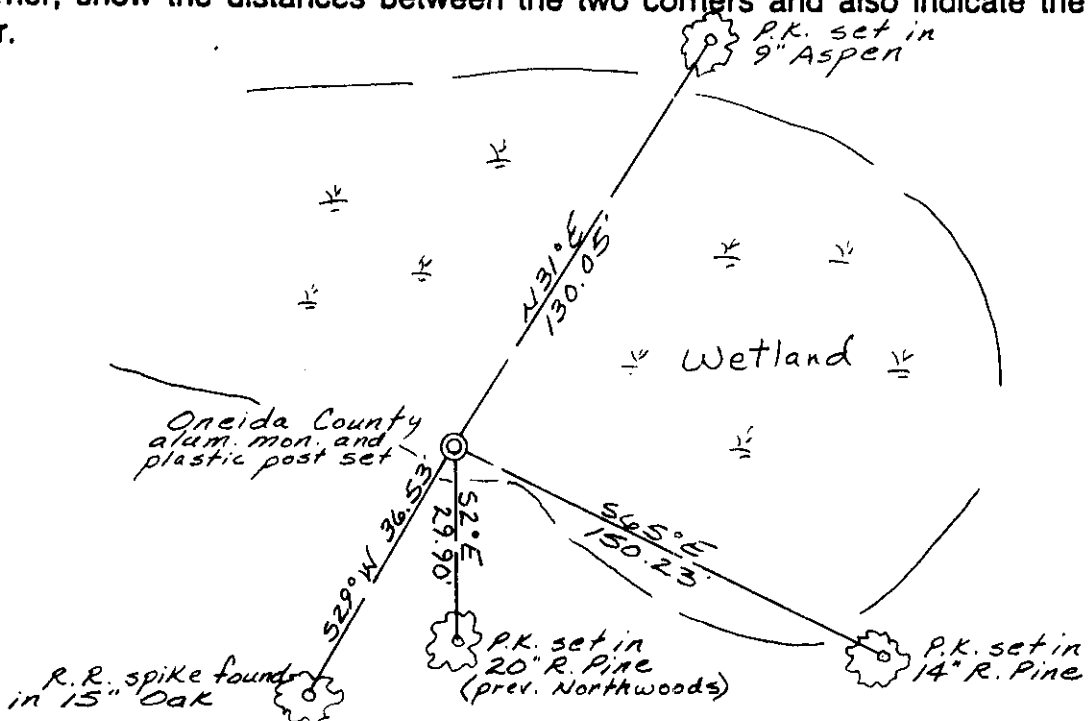 ner, show the distances between the two corners and also indicate the
r.
P.K. set in
9" Aspen
N31°E
130.05'
Wetland
Oneida County
alum. mon. and
plastic post set
S29°W 36.53'
S2°E
29.90'
S65°E
150.23'
R.R. spike found
in 15" Oak
P.K. set in
20" R. Pine
(prev. Northwoods)
P.K. set in
14" R. Pine